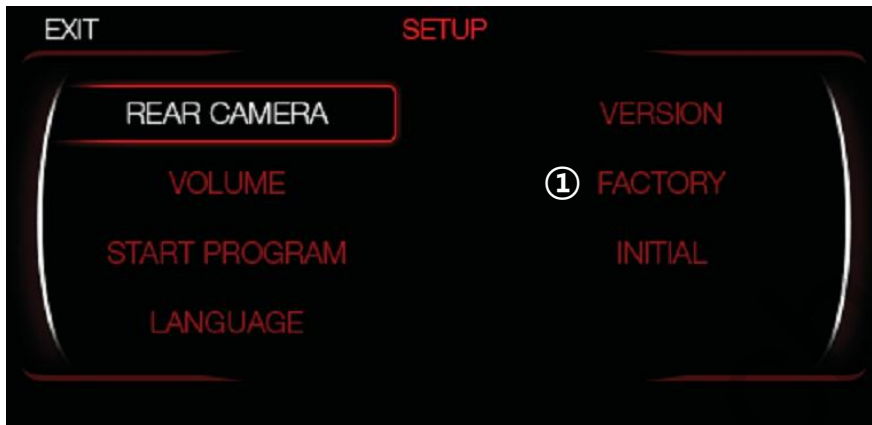 EXIT SETUP
REAR CAMERA
VOLUME
START PROGRAM
LANGUAGE
VERSION
① FACTORY
INITIAL